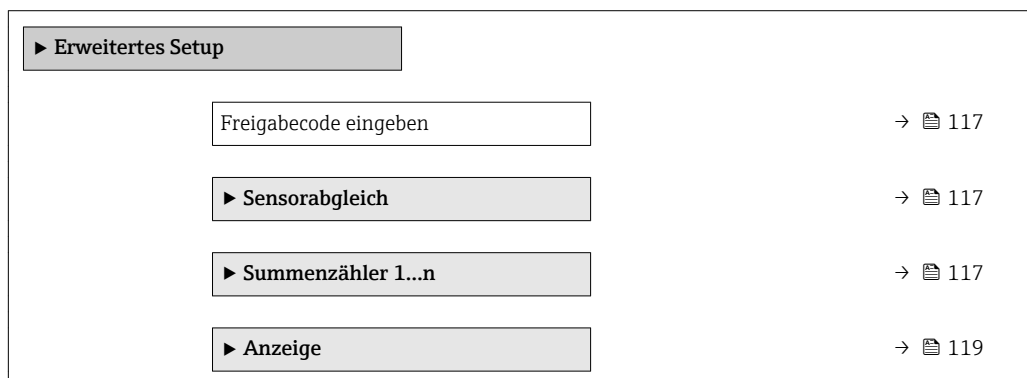 ▶ Erweitertes Setup
Freigabecode eingeben → 117
▶ Sensorabgleich → 117
▶ Summenzähler 1…n → 117
▶ Anzeige → 119